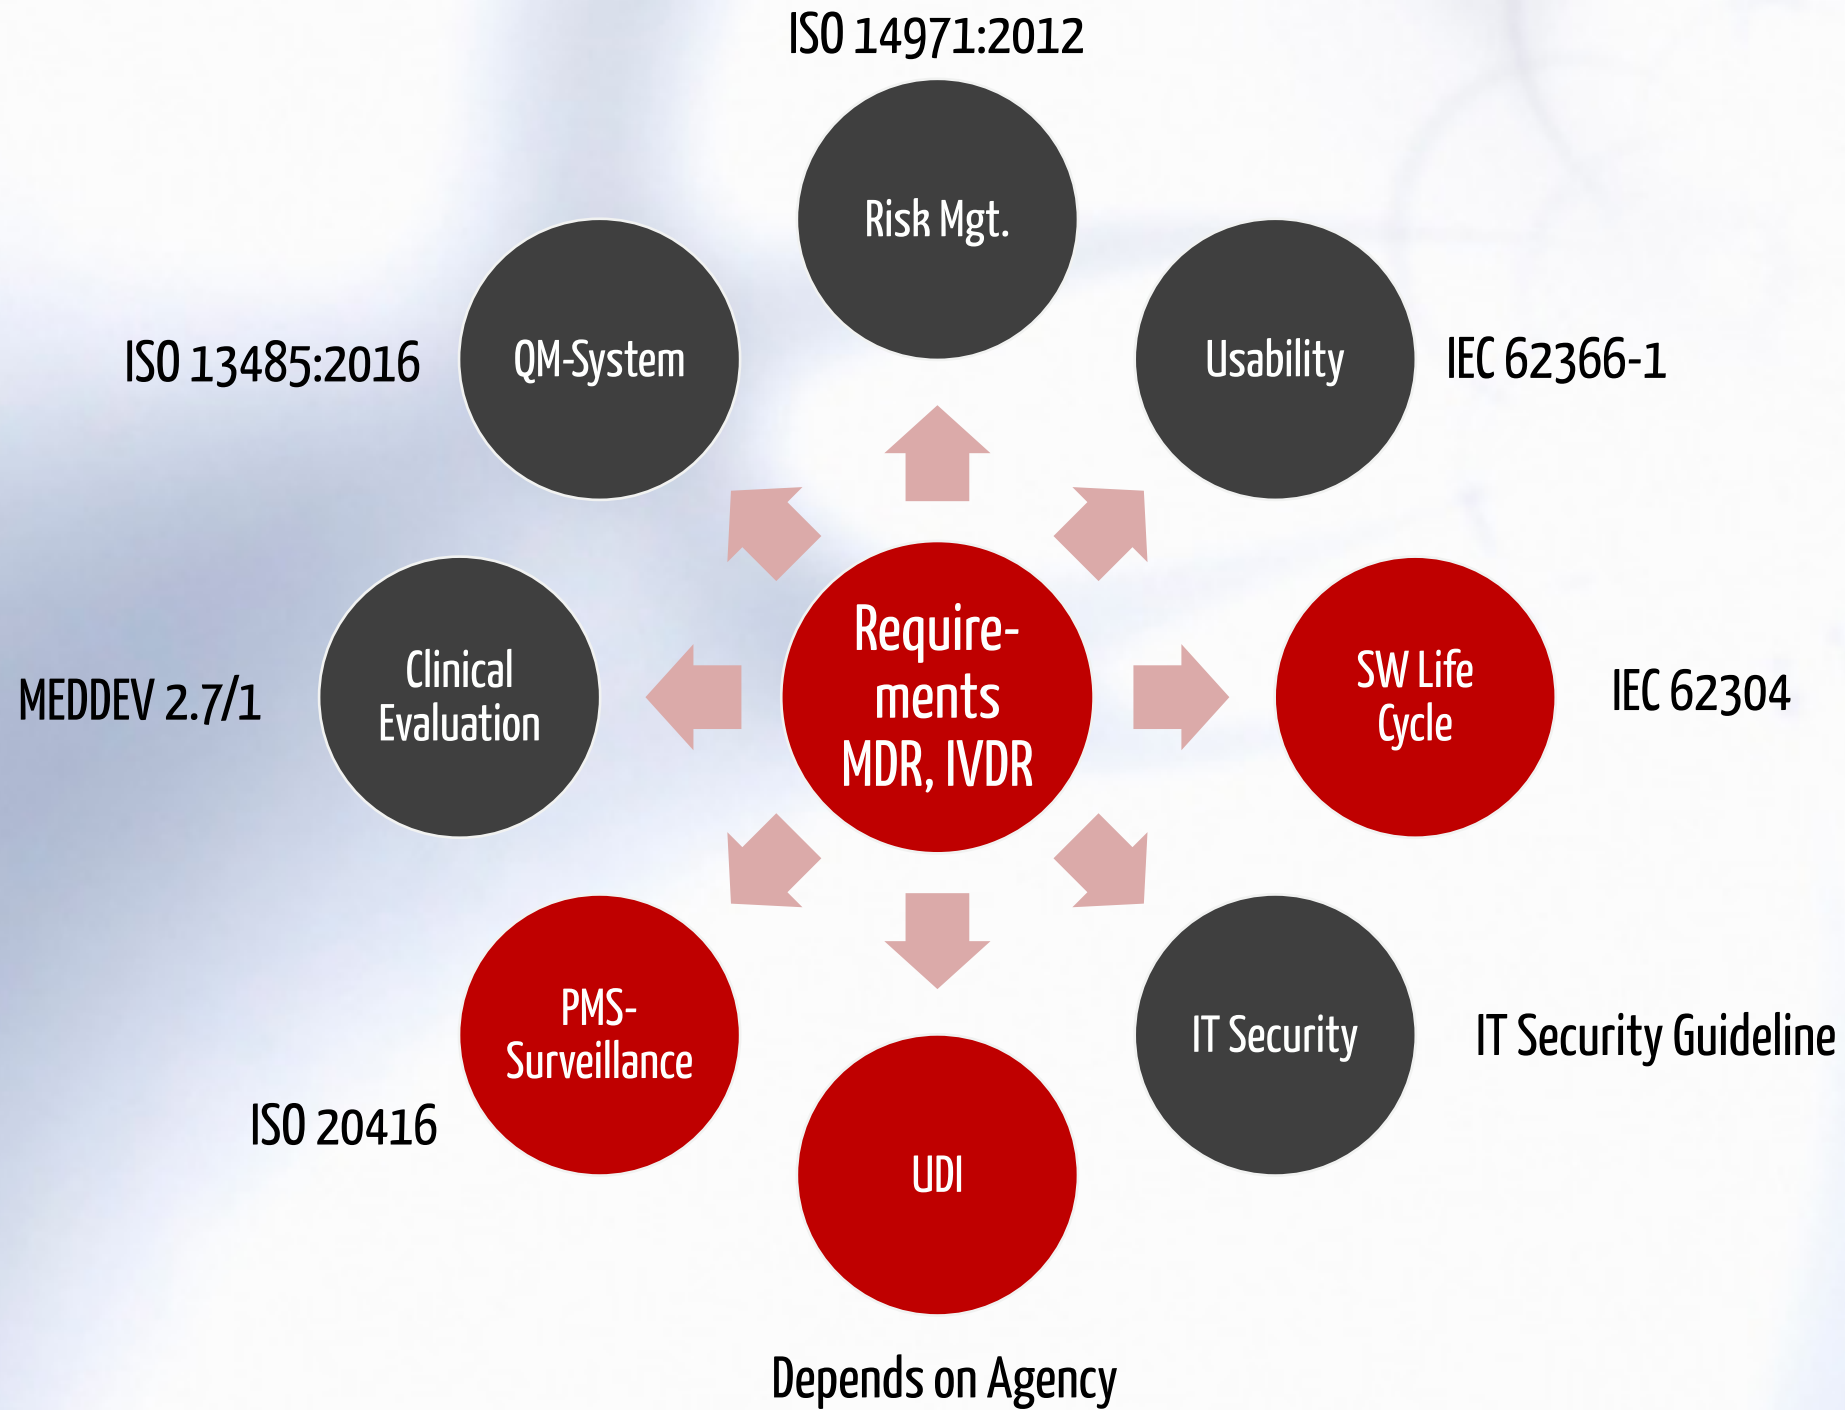 ISO 14971:2012
Risk Mgt.
ISO 13485:2016
QM-System
Usability
IEC 62366-1
MEDDEV 2.7/1
Clinical
Evaluation
Require-
ments
MDR, IVDR
SW Life
Cycle
IEC 62304
PMS-
Surveillance
ISO 20416
IT Security
IT Security Guideline
UDI
Depends on Agency